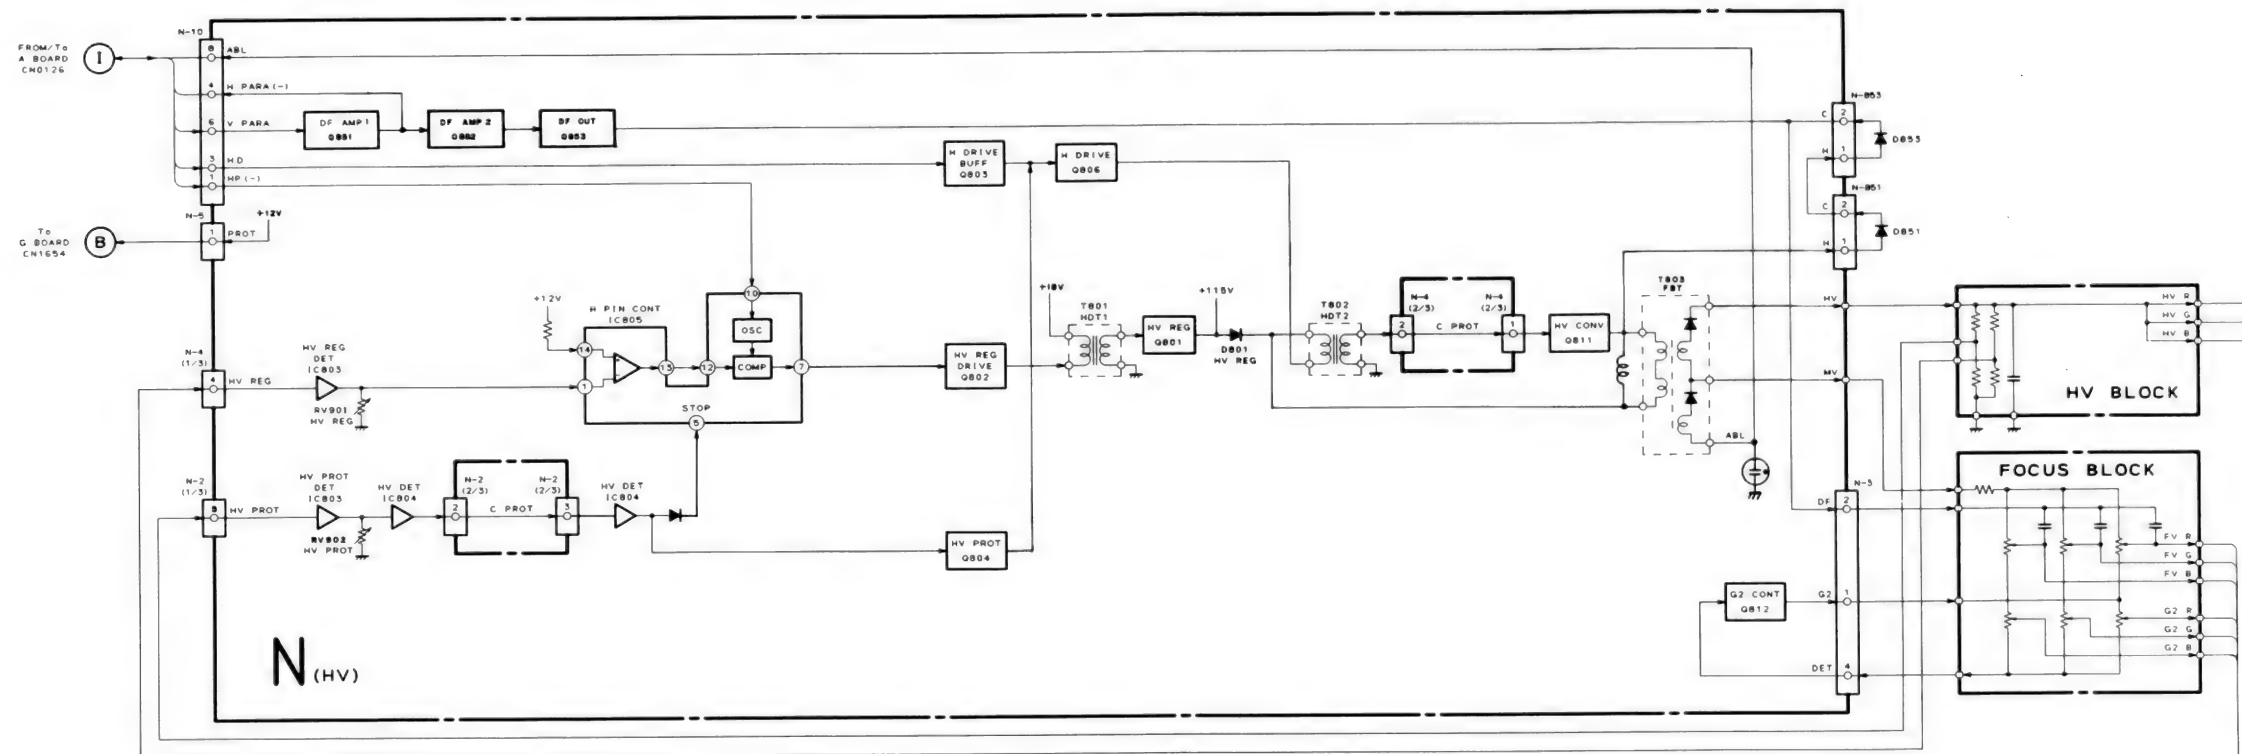 FROM/To
A BOARD
CN0126
I
N-10
8 ABL
4 H PARA(-)
6 V PARA
3 H.D
1 HP(-)
DF AMP1
Q851
DF AMP2
Q852
DF OUT
Q853
H DRIVE
BUFF
Q803
H DRIVE
Q806
To
G BOARD
CN1654
B
N-5
1 PROT
+12V
N-4
(1/3)
4 HV REG
HV REG
DET
IC803
RV901
HV REG
+12V
H PIN CONT
IC805
14
1
13
12
10
OSC
COMP
7
STOP
5
HV REG
DRIVE
Q802
+18V
T801
HDT1
HV REG
Q801
+115V
D801
HV REG
T802
HDT2
N-4
(2/3)
N-4
(2/3)
2 C PROT 1
HV CONV
Q811
T803
FBT
HV
MV
ABL
N-853
C 2
H 1
D853
N-851
C 2
H 1
D851
HV R
HV G
HV B
HV BLOCK
N-2
(1/3)
HV PROT
HV PROT
DET
IC803
RV902
HV PROT
HV DET
IC804
N-2
(2/3)
N-2
(2/3)
2 C PROT 3
HV DET
IC804
HV PROT
Q804
DF 2
G2 CONT
Q812
G2 1
DET 4
FOCUS BLOCK
FV R
FV G
FV B
G2 R
G2 G
G2 B
N (HV)